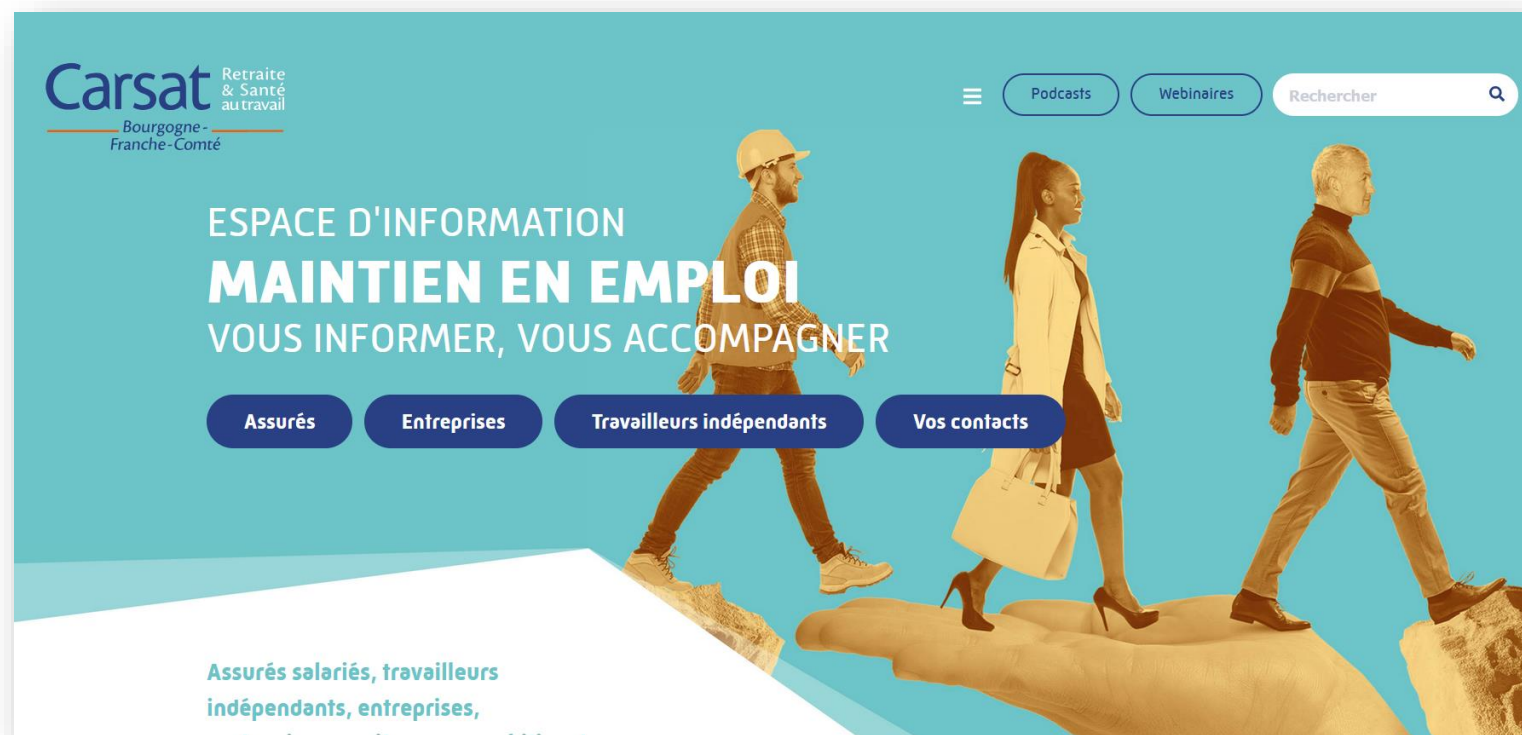 Carsat Retraite
& Santé
au travail
Bourgogne-
Franche-Comté
Podcasts
Webinaires
Rechercher
ESPACE D'INFORMATION
MAINTIEN EN EMPLOI
VOUS INFORMER, VOUS ACCOMPAGNER
Assurés
Entreprises
Travailleurs indépendants
Vos contacts
Assurés salariés, travailleurs
indépendants, entreprises,